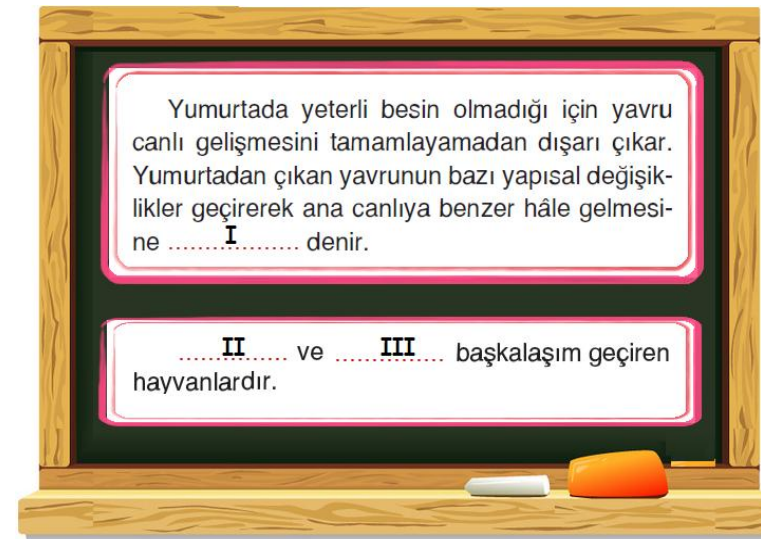 Yumurtada yeterli besin olmadığı için yavru
canlı gelişmesini tamamlayamadan dışarı çıkar.
Yumurtadan çıkan yavrunun bazı yapısal değişik-
likler geçirerek ana canlıya benzer hâle gelmesi-
ne ........I......... denir.
......II...... ve ......III..... başkalaşım geçiren
hayvanlardır.